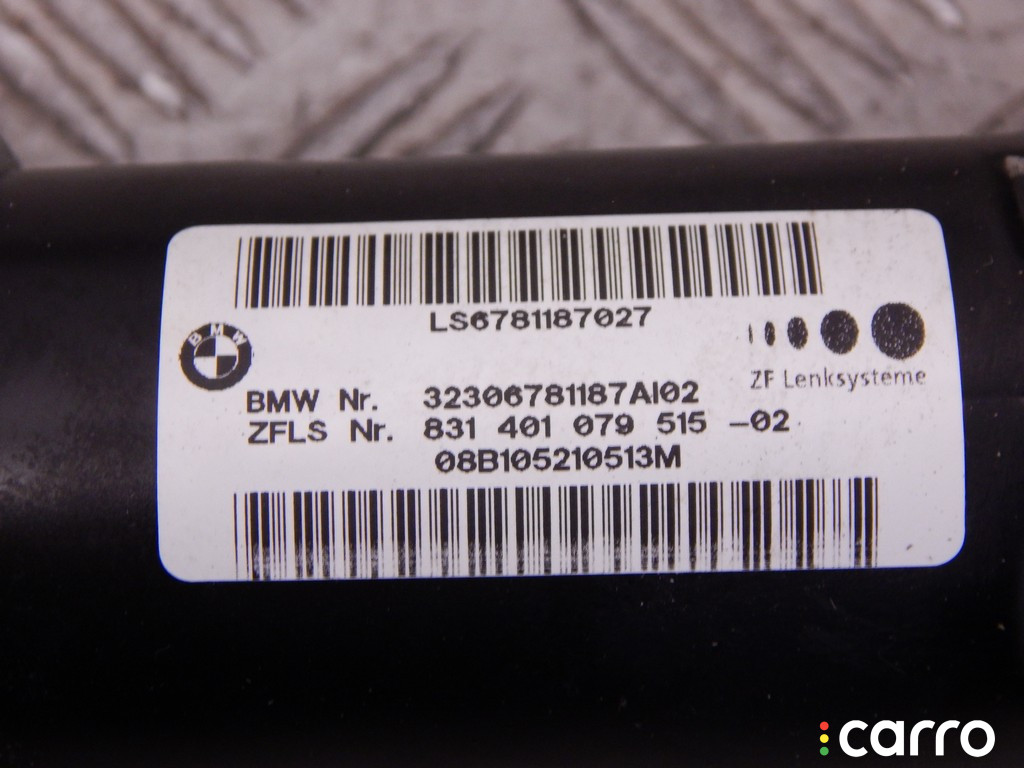 LS6781187027
BMW
ZF Lenksysteme
BMW Nr. 32306781187AI02
ZFLS Nr. 831 401 079 515 -02
08B105210513M
carro